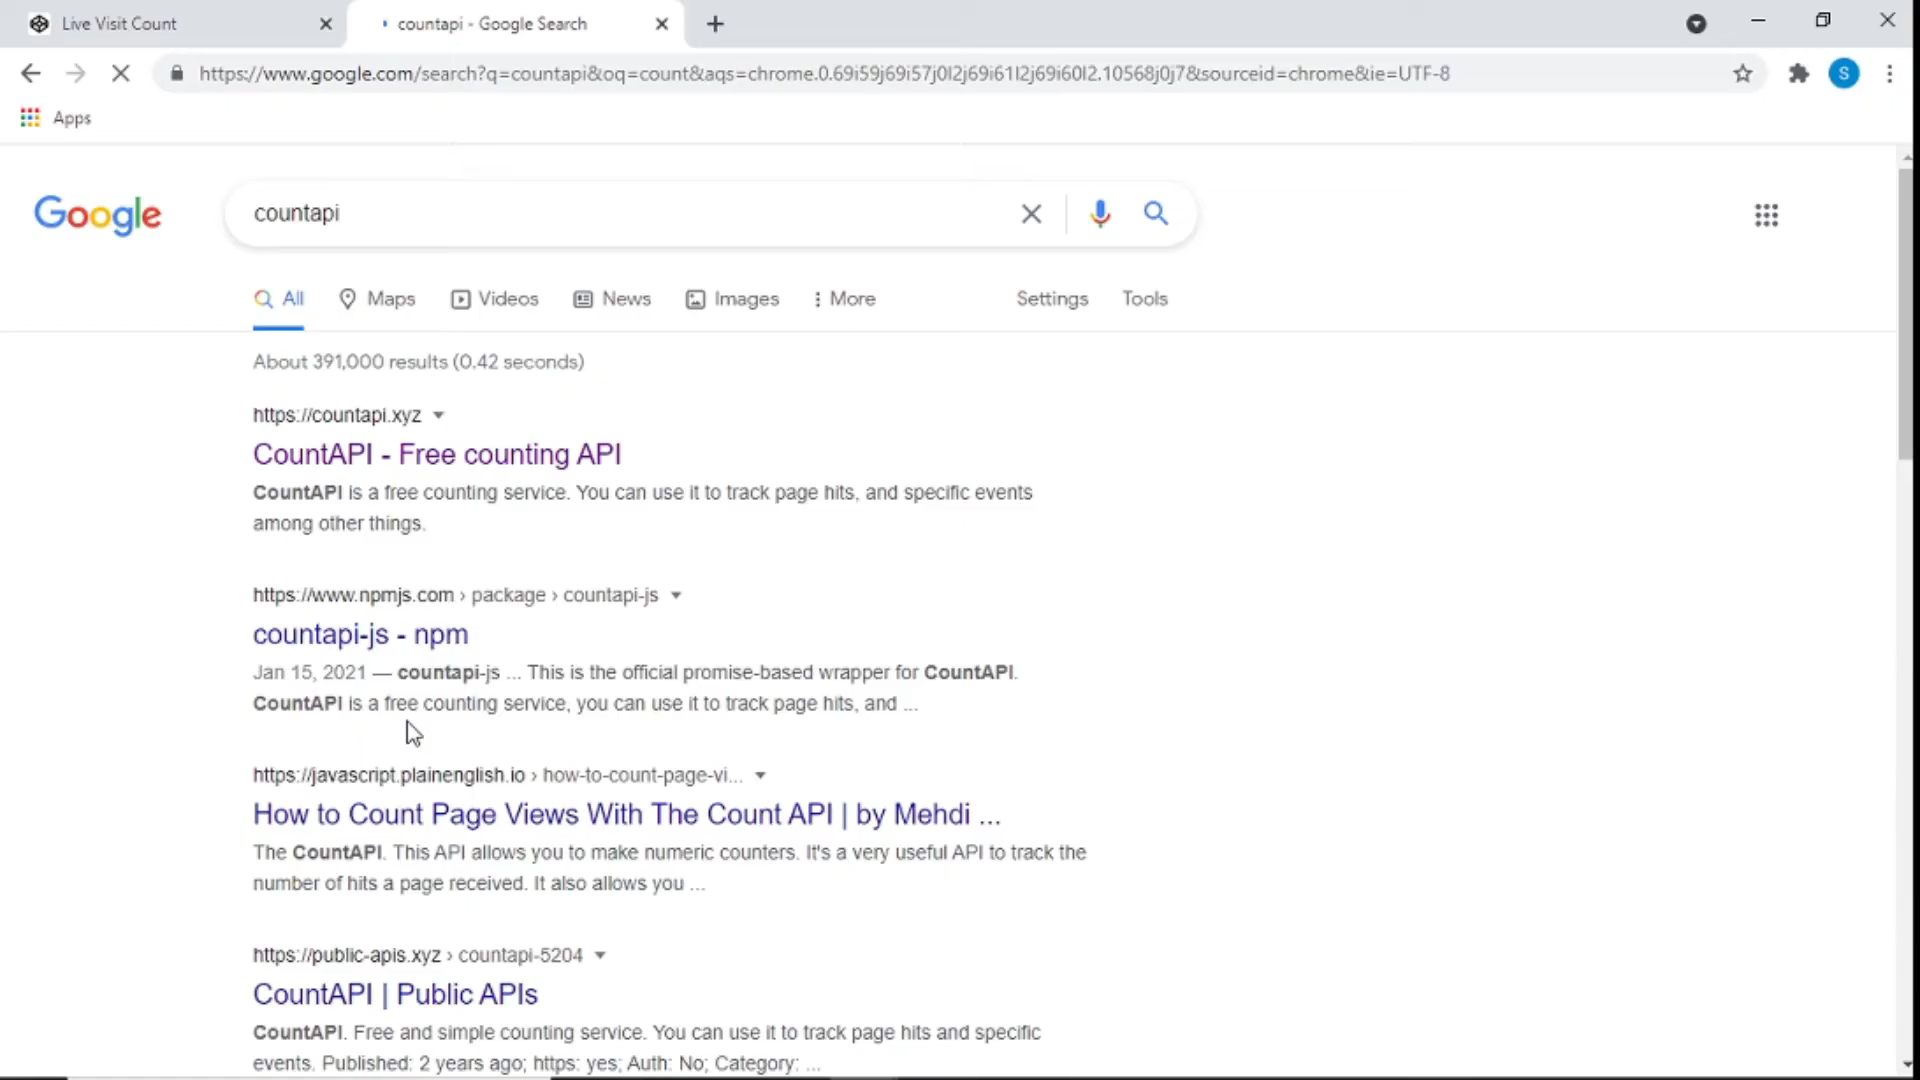 Live Visit Count
countapi - Google Search
https://www.google.com/search?q=countapi&oq=count&aqs=chrome.0.69i59j69i57j0l2j69i61l2j69i60l2.10568j0j7&sourceid=chrome&ie=UTF-8
S
Apps
Google
countapi
All
Maps
Videos
News
Images
More
Settings
Tools
About 391,000 results (0.42 seconds)
https://countapi.xyz
CountAPI - Free counting API
CountAPI is a free counting service. You can use it to track page hits, and specific events
among other things.
https://www.npmjs.com › package › countapi-js
countapi-js - npm
Jan 15, 2021 — countapi-js ... This is the official promise-based wrapper for CountAPI.
CountAPI is a free counting service, you can use it to track page hits, and ...
https://javascript.plainenglish.io › how-to-count-page-vi...
How to Count Page Views With The Count API | by Mehdi ...
The CountAPI. This API allows you to make numeric counters. It's a very useful API to track the
number of hits a page received. It also allows you ...
https://public-apis.xyz › countapi-5204
CountAPI | Public APIs
CountAPI. Free and simple counting service. You can use it to track page hits and specific
events. Published: 2 years ago; https: yes; Auth: No; Category: ...